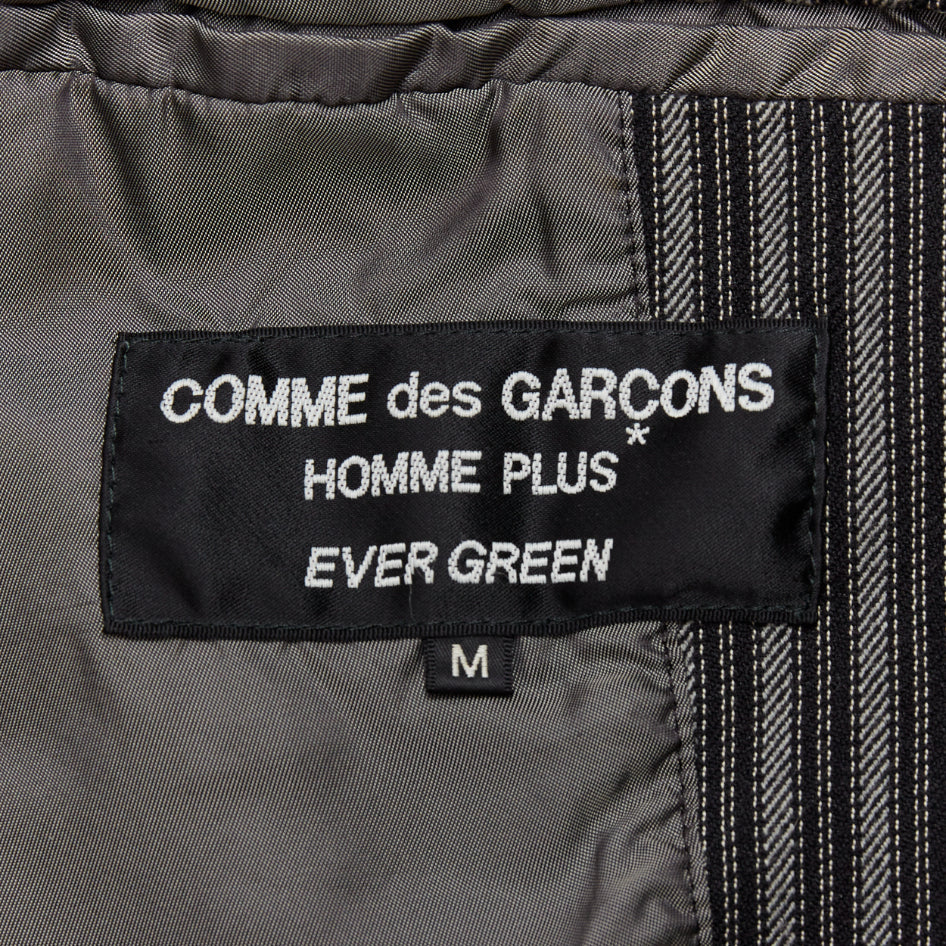 COMME des GARÇONS
HOMME PLUS*
EVER GREEN
M